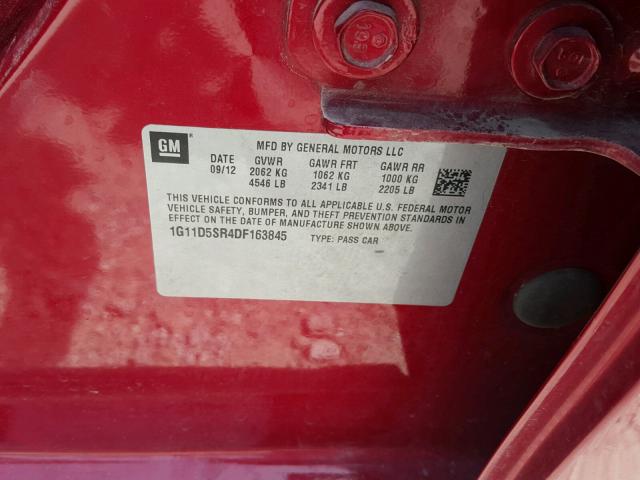 GM
MFD BY GENERAL MOTORS LLC
DATE GVWR GAWR FRT GAWR RR
09/12 2062 KG 1062 KG 1000 KG
4546 LB 2341 LB 2205 LB
THIS VEHICLE CONFORMS TO ALL APPLICABLE U.S. FEDERAL MOTOR
VEHICLE SAFETY, BUMPER, AND THEFT PREVENTION STANDARDS IN
EFFECT ON THE DATE OF MANUFACTURE SHOWN ABOVE.
1G11D5SR4DF163845 TYPE: PASS CAR